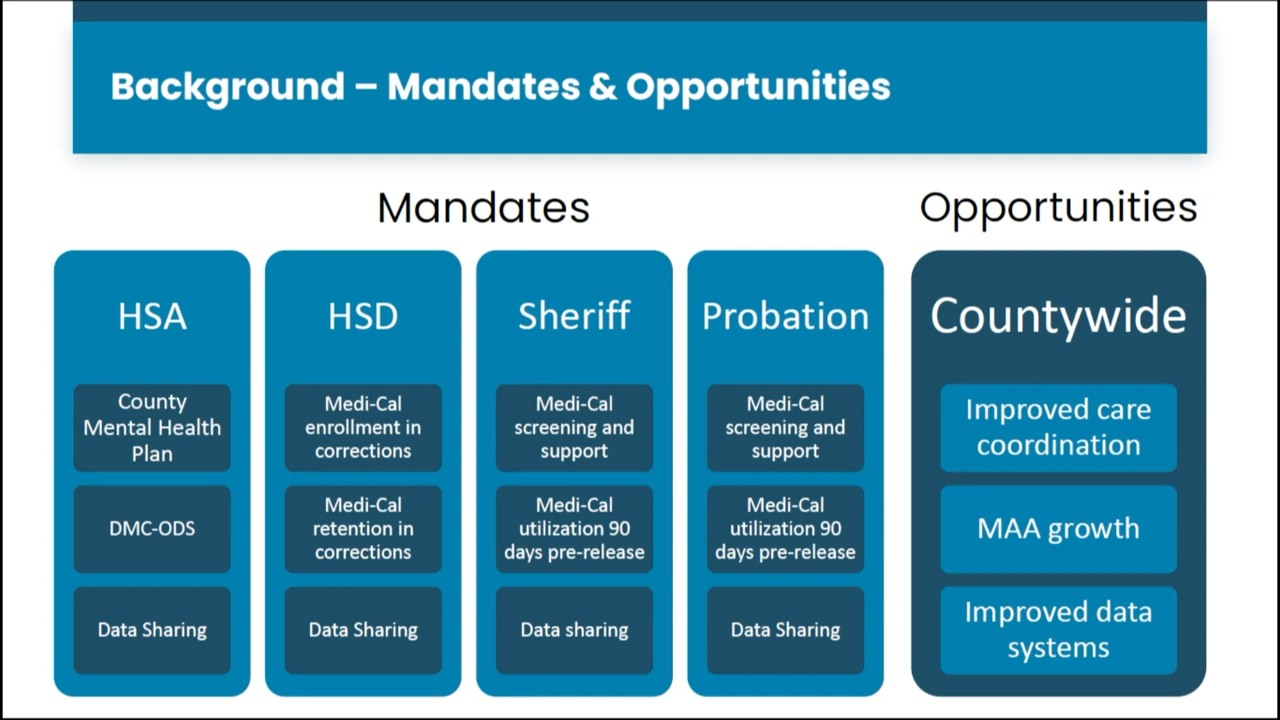 Background – Mandates & Opportunities
Mandates
Opportunities
HSA
County
Mental Health
Plan
DMC-ODS
Data Sharing
HSD
Medi-Cal
enrollment in
corrections
Medi-Cal
retention in
corrections
Data Sharing
Sheriff
Medi-Cal
screening and
support
Medi-Cal
utilization 90
days pre-release
Data sharing
Probation
Medi-Cal
screening and
support
Medi-Cal
utilization 90
days pre-release
Data Sharing
Countywide
Improved care
coordination
MAA growth
Improved data
systems